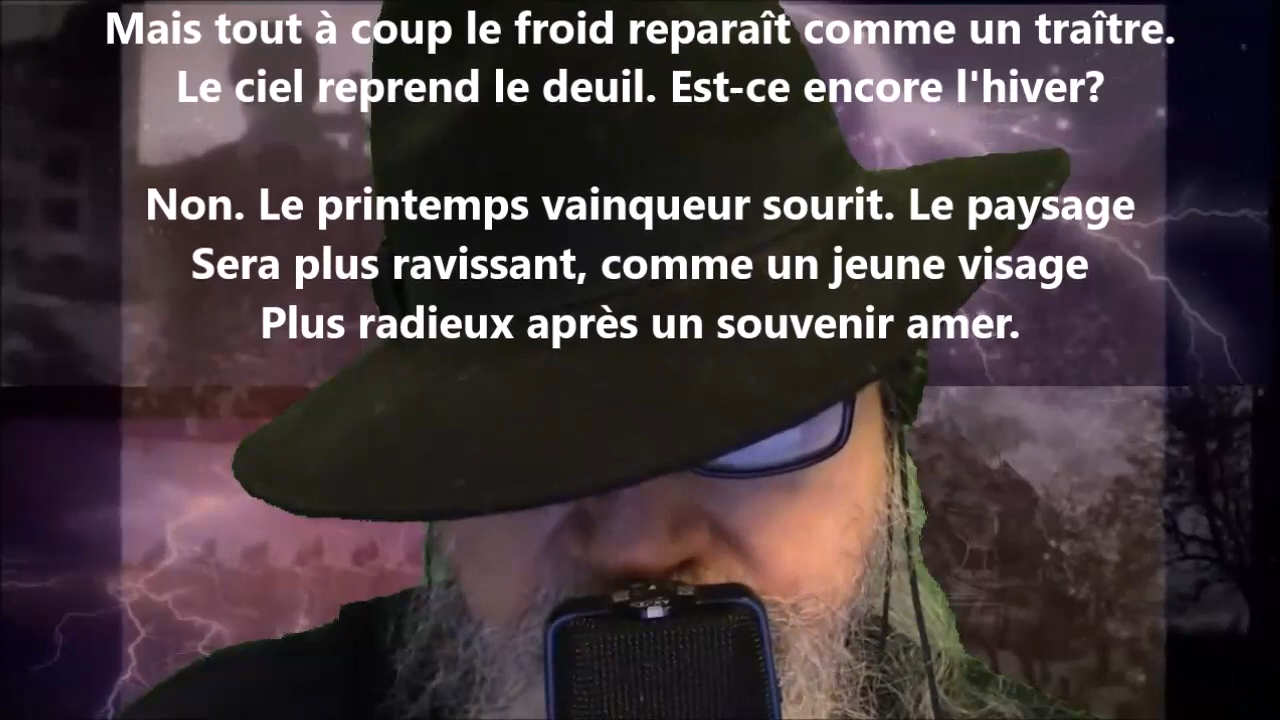 Mais tout à coup le froid reparaît comme un traître.
Le ciel reprend le deuil. Est-ce encore l'hiver?
Non. Le printemps vainqueur sourit. Le paysage
Sera plus ravissant, comme un jeune visage
Plus radieux après un souvenir amer.